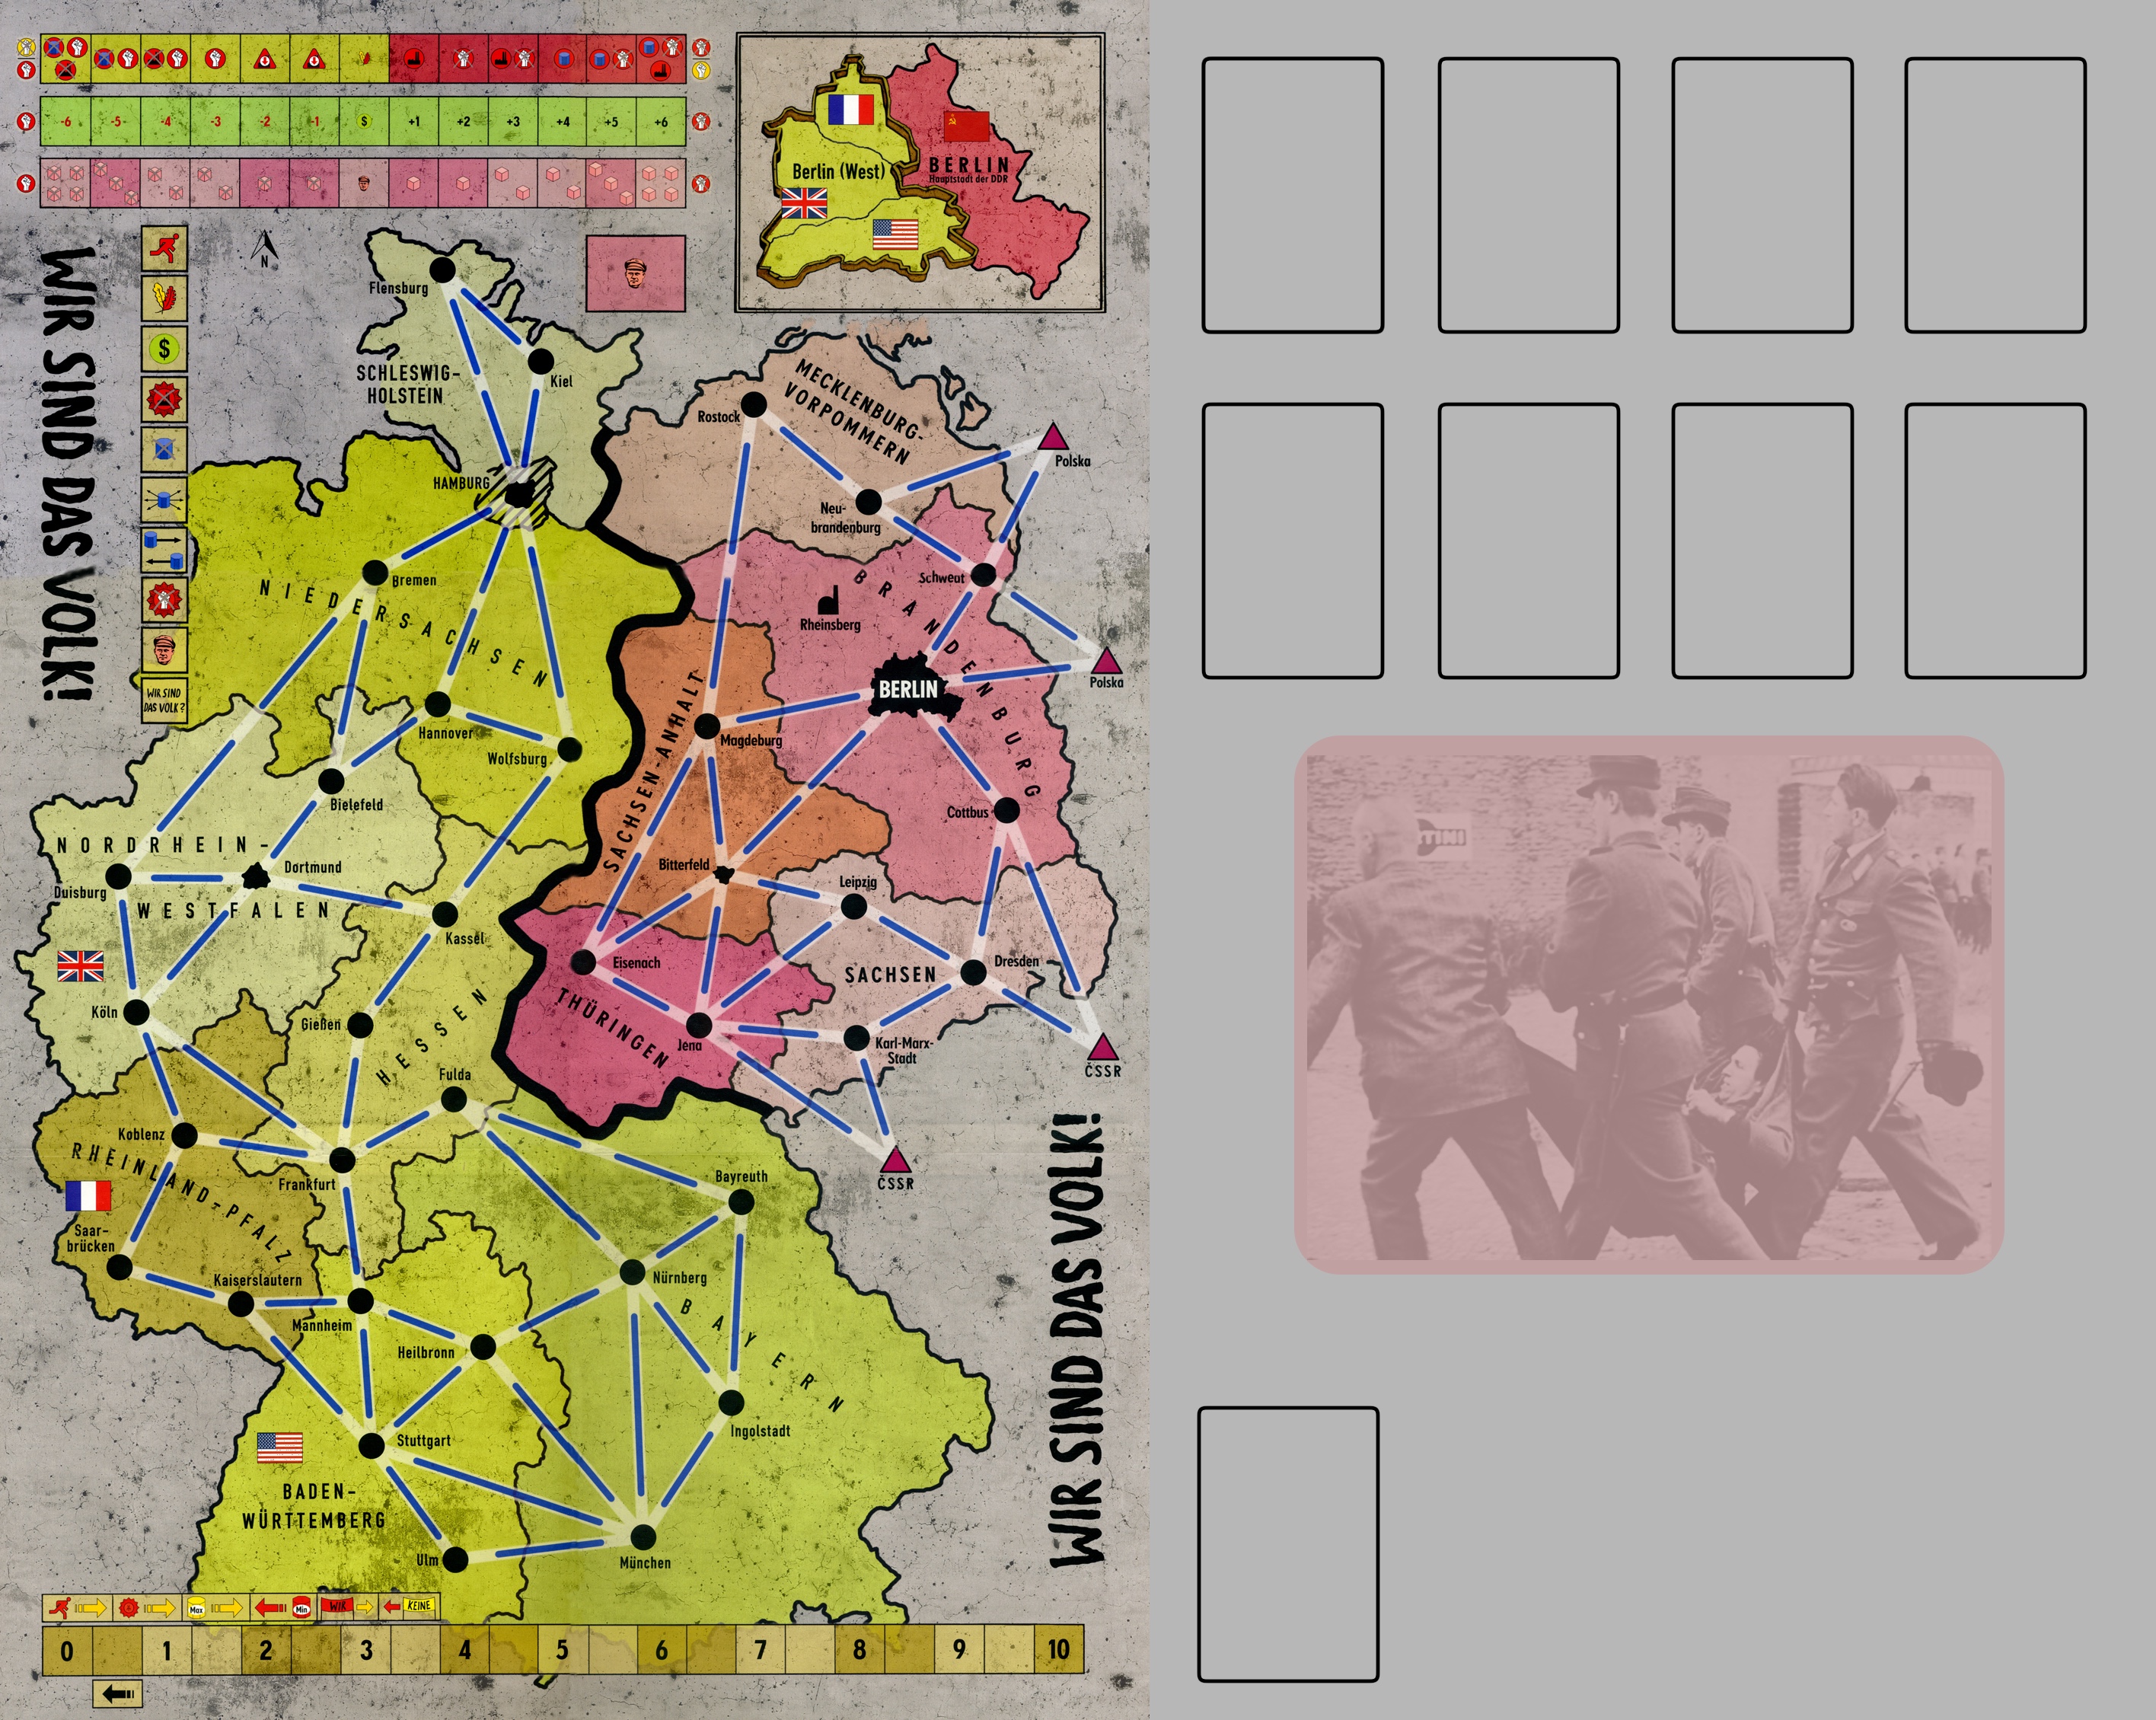 -6 -5 -4 -3 -2 -1 $ +1 +2 +3 +4 +5 +6
Berlin (West)
BERLIN
Hauptstadt der DDR
WIR SIND DAS VOLK!
N
$
WIR SIND
DAS VOLK?
Flensburg
Kiel
SCHLESWIG-
HOLSTEIN
HAMBURG
Rostock
MECKLENBURG-
VORPOMMERN
Polska
Neu-
brandenburg
Schwedt
Bremen
NIEDERSACHSEN
Rheinsberg
BRANDENBURG
BERLIN
Polska
Hannover
Wolfsburg
Magdeburg
SACHSEN-ANHALT
Bielefeld
Cottbus
NORDRHEIN-
WESTFALEN
Duisburg
Dortmund
Bitterfeld
Leipzig
Kassel
Eisenach
SACHSEN
Dresden
Köln
Gießen
HESSEN
THÜRINGEN
Jena
Karl-Marx-
Stadt
ČSSR
Fulda
Koblenz
RHEINLAND-PFALZ
Frankfurt
ČSSR
Bayreuth
Saar-
brücken
Kaiserslautern
Nürnberg
BAYERN
Mannheim
Heilbronn
Ingolstadt
Stuttgart
BADEN-
WÜRTTEMBERG
Ulm
München
WIR SIND DAS VOLK!
Max Min WIR KEINE
0 1 2 3 4 5 6 7 8 9 10